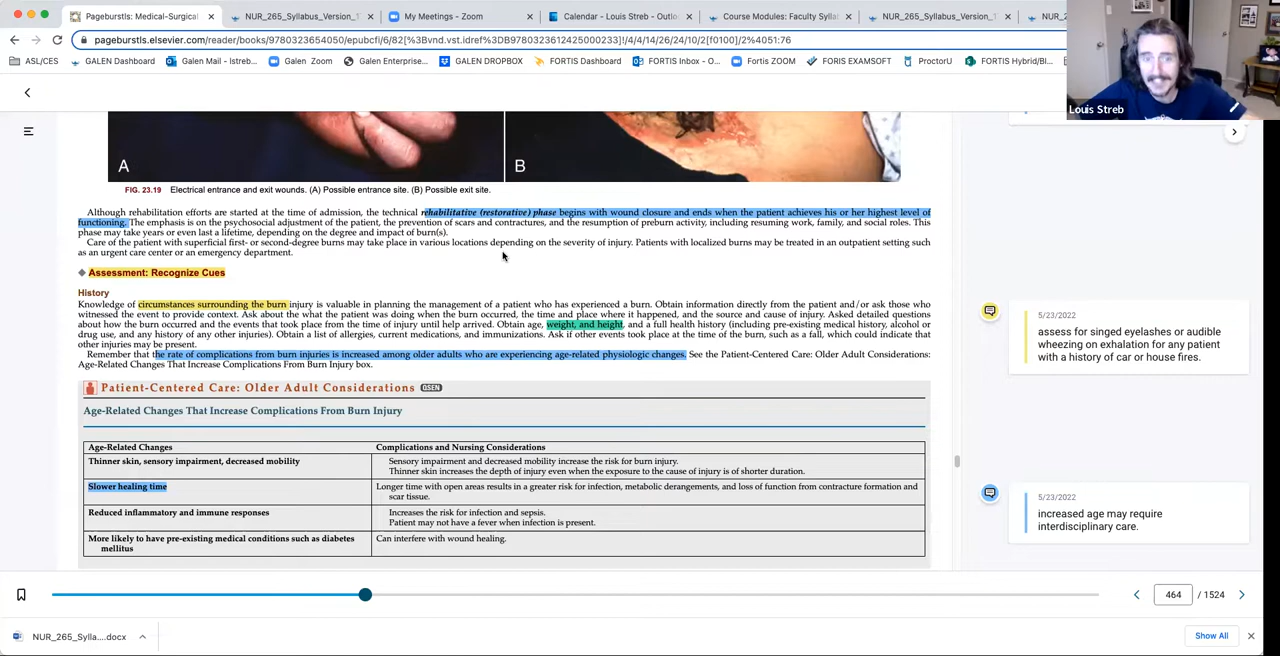 Pageburstls: Medical-Surgical
NUR_265_Syllabus_Version_1
My Meetings - Zoom
Calendar - Louis Streb - Outlo
Course Modules: Faculty Sylla
NUR_265_Syllabus_Version_
NUR_2
pageburstls.elsevier.com/reader/books/9780323654050/epubcfi/6/82[%3Bvnd.vst.idref%3DB9780323612425000233]!/4/4/14/26/24/10/2[f0100]/2%4051:76
ASL/CES
GALEN Dashboard
Galen Mail - lstreb...
Galen Zoom
Galen Enterprise...
GALEN DROPBOX
FORTIS Dashboard
FORTIS Inbox - O...
Fortis ZOOM
FORIS EXAMSOFT
ProctorU
FORTIS Hybrid/Bl...
Louis Streb
A
B
FIG. 23.19 Electrical entrance and exit wounds. (A) Possible entrance site. (B) Possible exit site.
Although rehabilitation efforts are started at the time of admission, the technical rehabilitative (restorative) phase begins with wound closure and ends when the patient achieves his or her highest level of
functioning. The emphasis is on the psychosocial adjustment of the patient, the prevention of scars and contractures, and the resumption of preburn activity, including resuming work, family, and social roles. This
phase may take years or even last a lifetime, depending on the degree and impact of burn(s).
Care of the patient with superficial first- or second-degree burns may take place in various locations depending on the severity of injury. Patients with localized burns may be treated in an outpatient setting such
as an urgent care center or an emergency department.
Assessment: Recognize Cues
History
Knowledge of circumstances surrounding the burn injury is valuable in planning the management of a patient who has experienced a burn. Obtain information directly from the patient and/or ask those who
witnessed the event to provide context. Ask about the what the patient was doing when the burn occurred, the time and place where it happened, and the source and cause of injury. Asked detailed questions
about how the burn occurred and the events that took place from the time of injury until help arrived. Obtain age, weight, and height, and a full health history (including pre-existing medical history, alcohol or
drug use, and any history of any other injuries). Obtain a list of allergies, current medications, and immunizations. Ask if other events took place at the time of the burn, such as a fall, which could indicate that
other injuries may be present.
Remember that the rate of complications from burn injuries is increased among older adults who are experiencing age-related physiologic changes. See the Patient-Centered Care: Older Adult Considerations:
Age-Related Changes That Increase Complications From Burn Injury box.
Patient-Centered Care: Older Adult Considerations QSEN
Age-Related Changes That Increase Complications From Burn Injury
Age-Related Changes
Complications and Nursing Considerations
Thinner skin, sensory impairment, decreased mobility
Sensory impairment and decreased mobility increase the risk for burn injury.
Thinner skin increases the depth of injury even when the exposure to the cause of injury is of shorter duration.
Slower healing time
Longer time with open areas results in a greater risk for infection, metabolic derangements, and loss of function from contracture formation and
scar tissue.
Reduced inflammatory and immune responses
Increases the risk for infection and sepsis.
Patient may not have a fever when infection is present.
More likely to have pre-existing medical conditions such as diabetes
mellitus
Can interfere with wound healing.
5/23/2022
assess for singed eyelashes or audible
wheezing on exhalation for any patient
with a history of car or house fires.
5/23/2022
increased age may require
interdisciplinary care.
464 / 1524
NUR_265_Sylla....docx
Show All